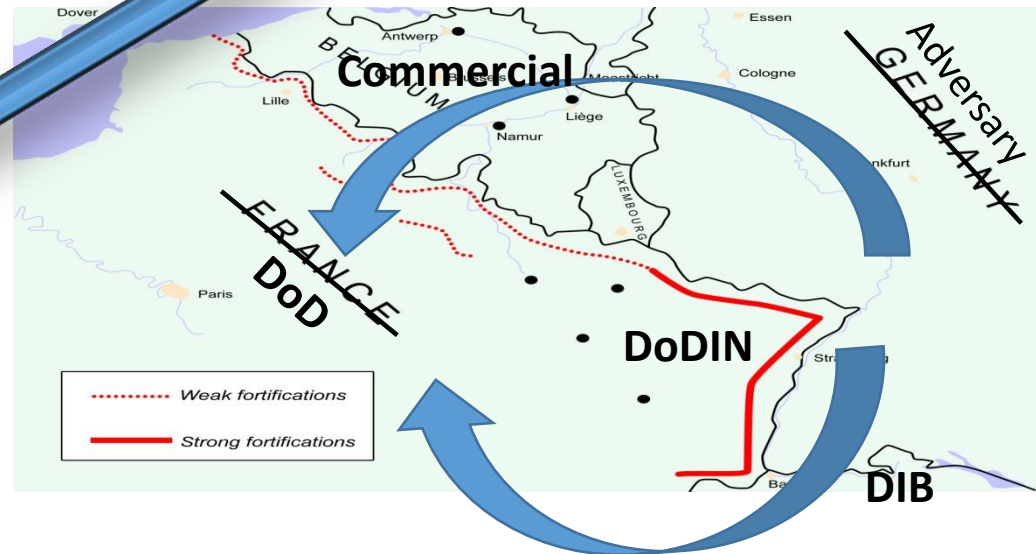 Dover
Essen
Antwerp
Adversary
GERMANY
BELGIUM
Commercial
Cologne
Lille
Liège
Namur
LUXEMBOURG
FRANCE
DoD
Paris
DoDIN
Weak fortifications
Strong fortifications
DIB